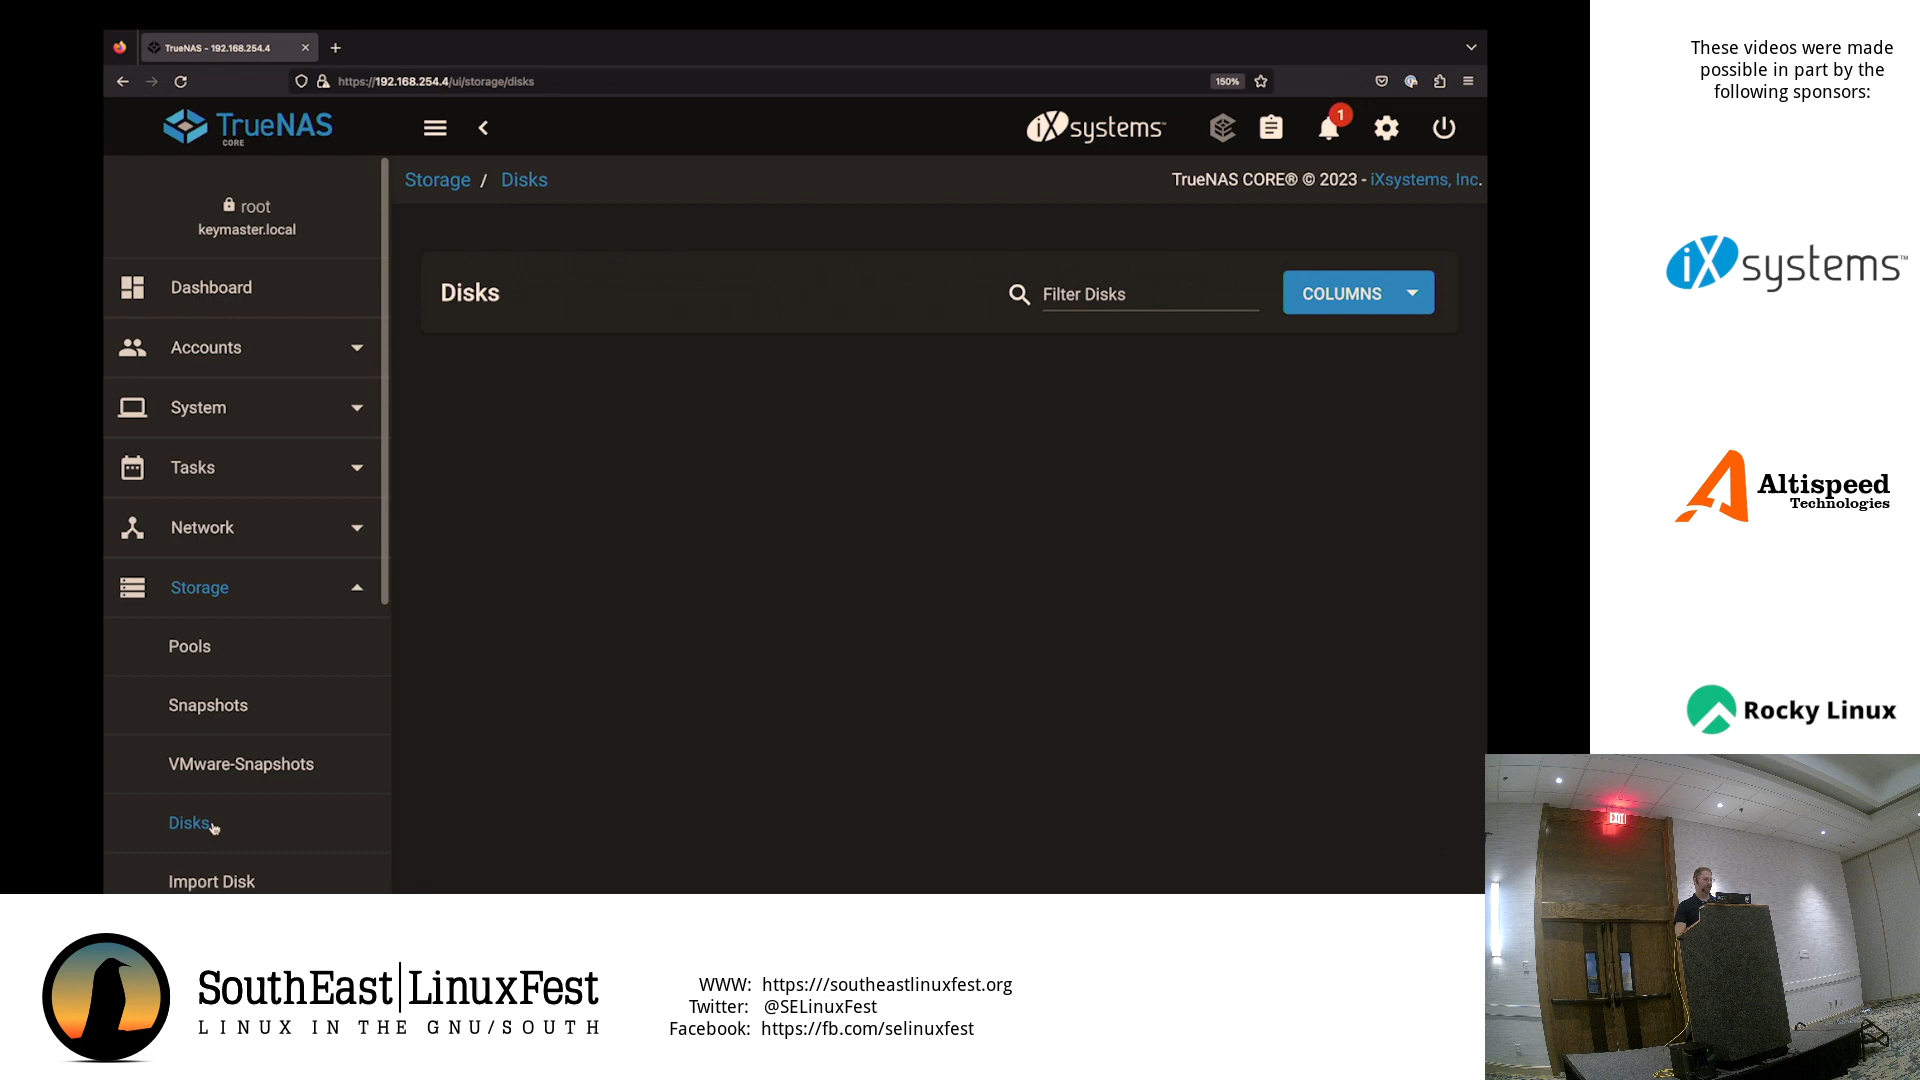 TrueNAS - 192.168.254.4
https://192.168.254.4/ui/storage/disks
150%
TrueNAS
CORE
iXsystems™
1
Storage / Disks
TrueNAS CORE® © 2023 - iXsystems, Inc.
root
keymaster.local
Dashboard
Accounts
System
Tasks
Network
Storage
Pools
Snapshots
VMware-Snapshots
Disks
Import Disk
Disks
Filter Disks
COLUMNS
These videos were made
possible in part by the
following sponsors:
iXsystems™
Altispeed
Technologies
Rocky Linux
EXIT
SouthEast|LinuxFest
LINUX IN THE GNU/SOUTH
WWW: https:///southeastlinuxfest.org
Twitter: @SELinuxFest
Facebook: https://fb.com/selinuxfest